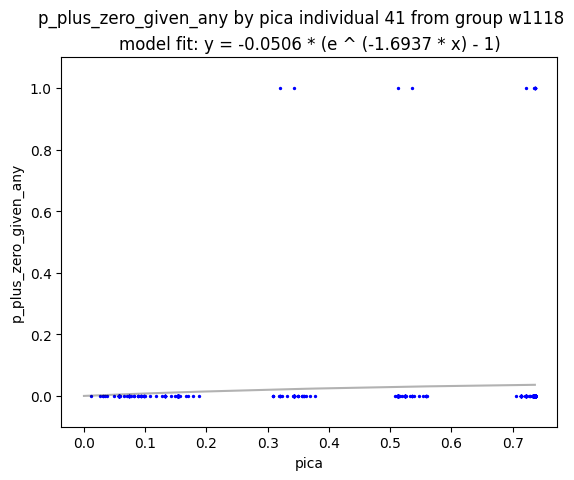 p_plus_zero_given_any by pica individual 41 from group w1118
model fit: y = -0.0506 * (e ^ (-1.6937 * x) - 1)
1.0
0.8
0.6
0.4
0.2
0.0
p_plus_zero_given_any
0.0 0.1 0.2 0.3 0.4 0.5 0.6 0.7
pica